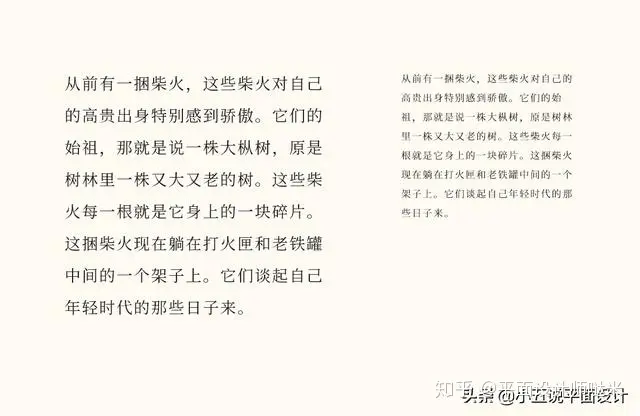 从前有一捆柴火，这些柴火对自己
的高贵出身特别感到骄傲。它们的
始祖，那就是说一株大枞树，原是
树林里一株又大又老的树。这些柴
火每一根就是它身上的一块碎片。
这捆柴火现在躺在打火匣和老铁罐
中间的一个架子上。它们谈起自己
年轻时代的那些日子来。
从前有一捆柴火，这些柴火对自己的
高贵出身特别感到骄傲。它们的始
祖，那就是说一株大枞树，原是树林
里一株又大又老的树。这些柴火每一
根就是它身上的一块碎片。这捆柴火
现在躺在打火匣和老铁罐中间的一个
架子上。它们谈起自己年轻时代的那
些日子来。
知乎 @平面设计师
头条 @小五说平面设计